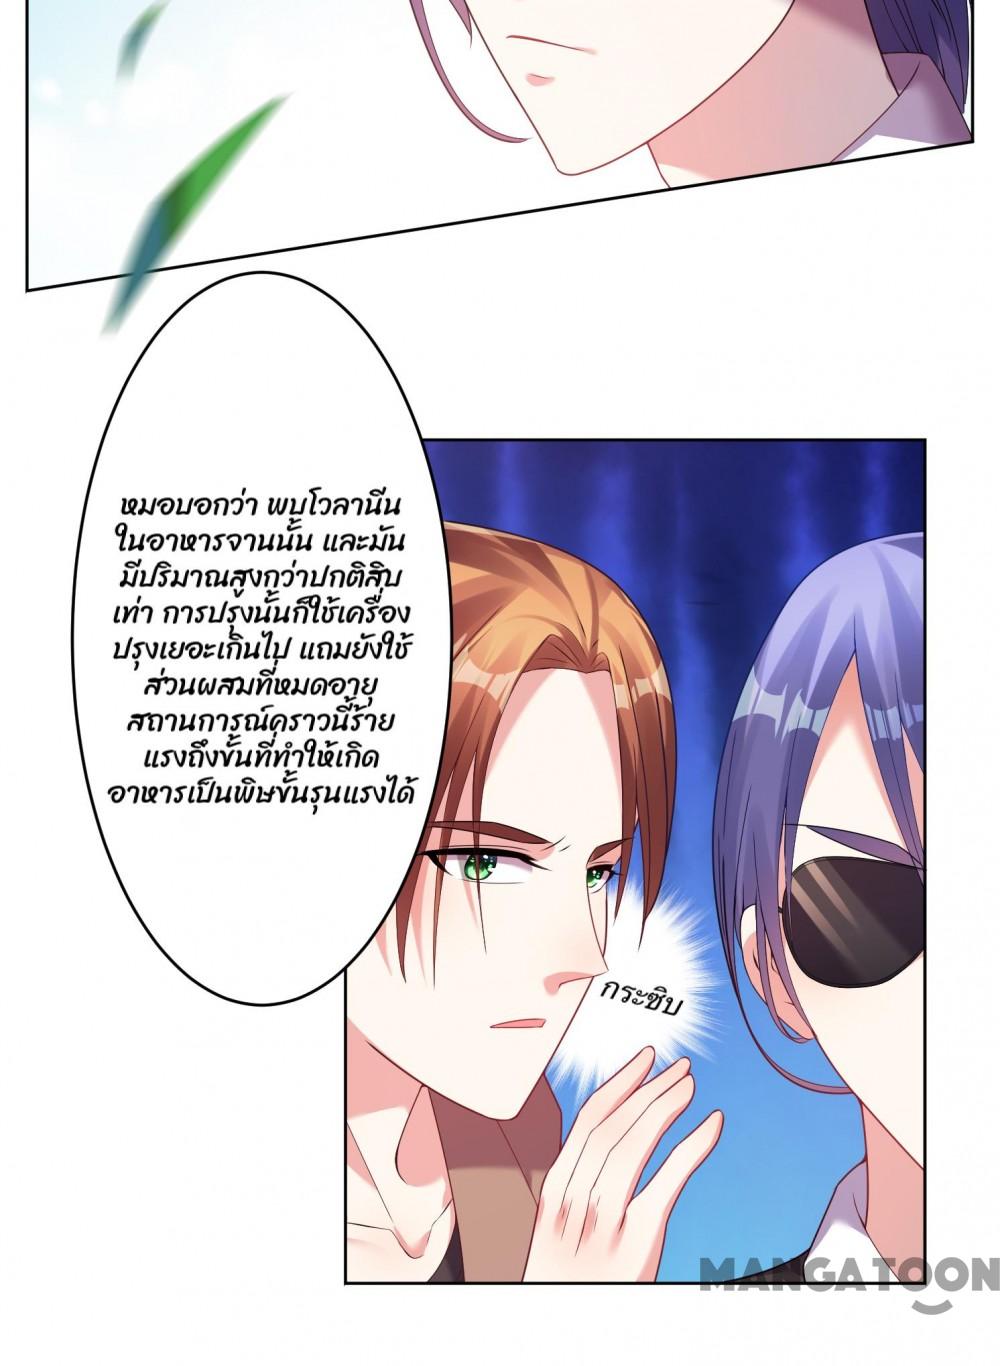 หมอบอกว่า พบโวลานีน
ในอาหารจานนั้น และมัน
มีปริมาณสูงกว่าปกติสิบ
เท่า การปรุงนั้นก็ใช้เครื่อง
ปรุงเยอะเกินไป แถมยังใช้
ส่วนผสมที่หมดอายุ
สถานการณ์คราวนี้ร้าย
แรงถึงขั้นที่ทำให้เกิด
อาหารเป็นพิษขั้นรุนแรงได้
กระซิบ
MANGATOON